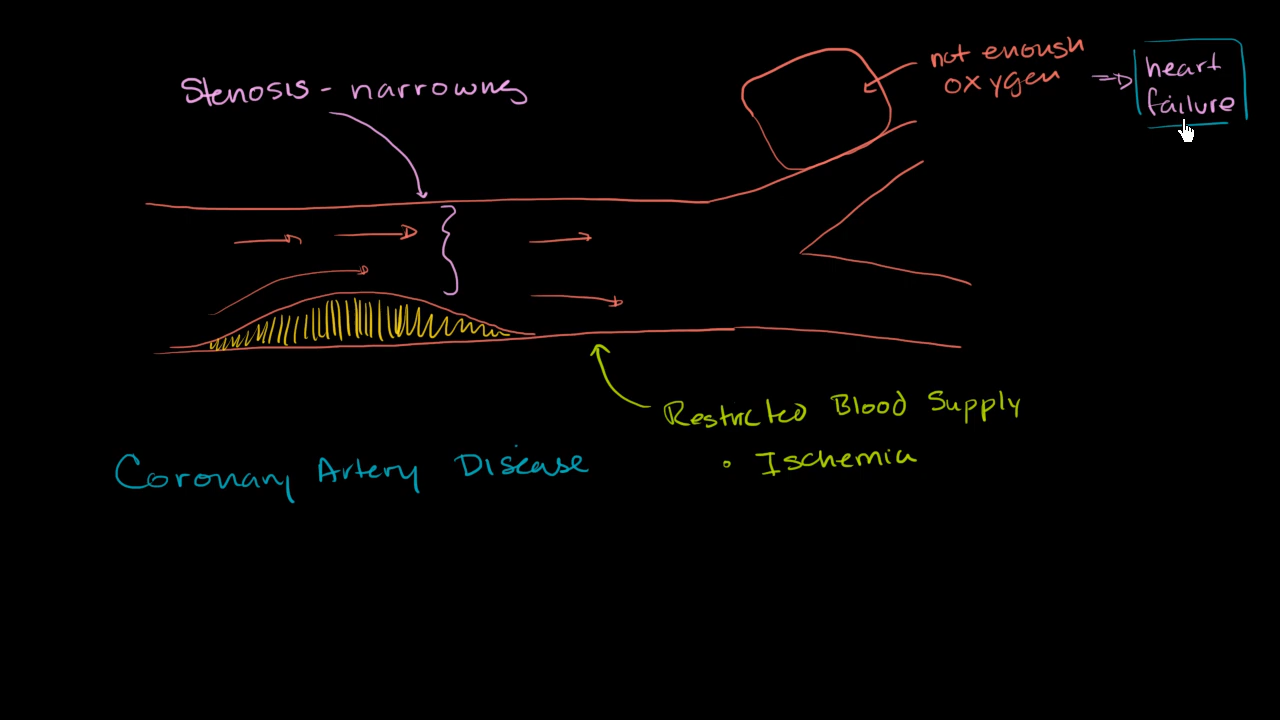 Stenosis - narrowing
not enough
oxygen
heart
failure
Restricted Blood Supply
• Ischemia
Coronary Artery Disease